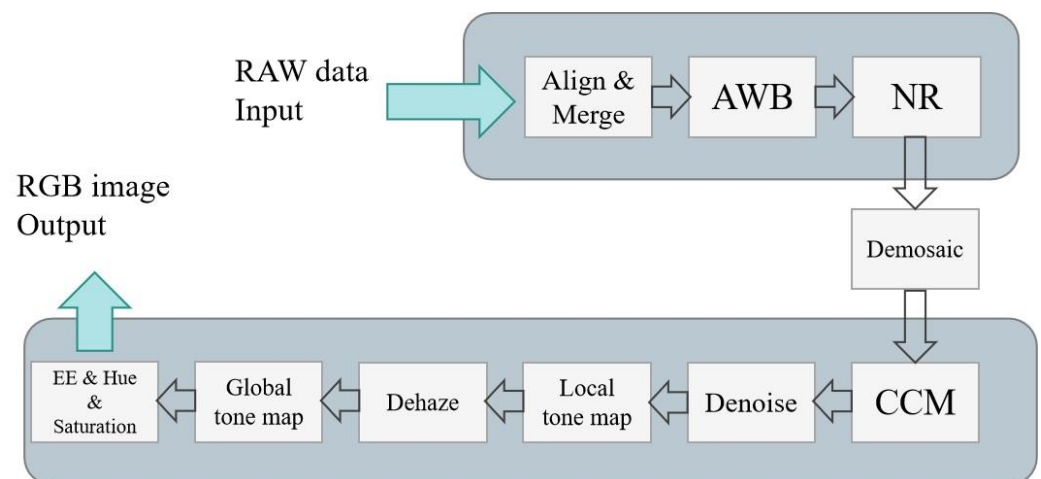 RAW data
Input
Align &
Merge
AWB
NR
RGB image
Output
Demosaic
EE & Hue
&
Saturation
Global
tone map
Dehaze
Local
tone map
Denoise
CCM